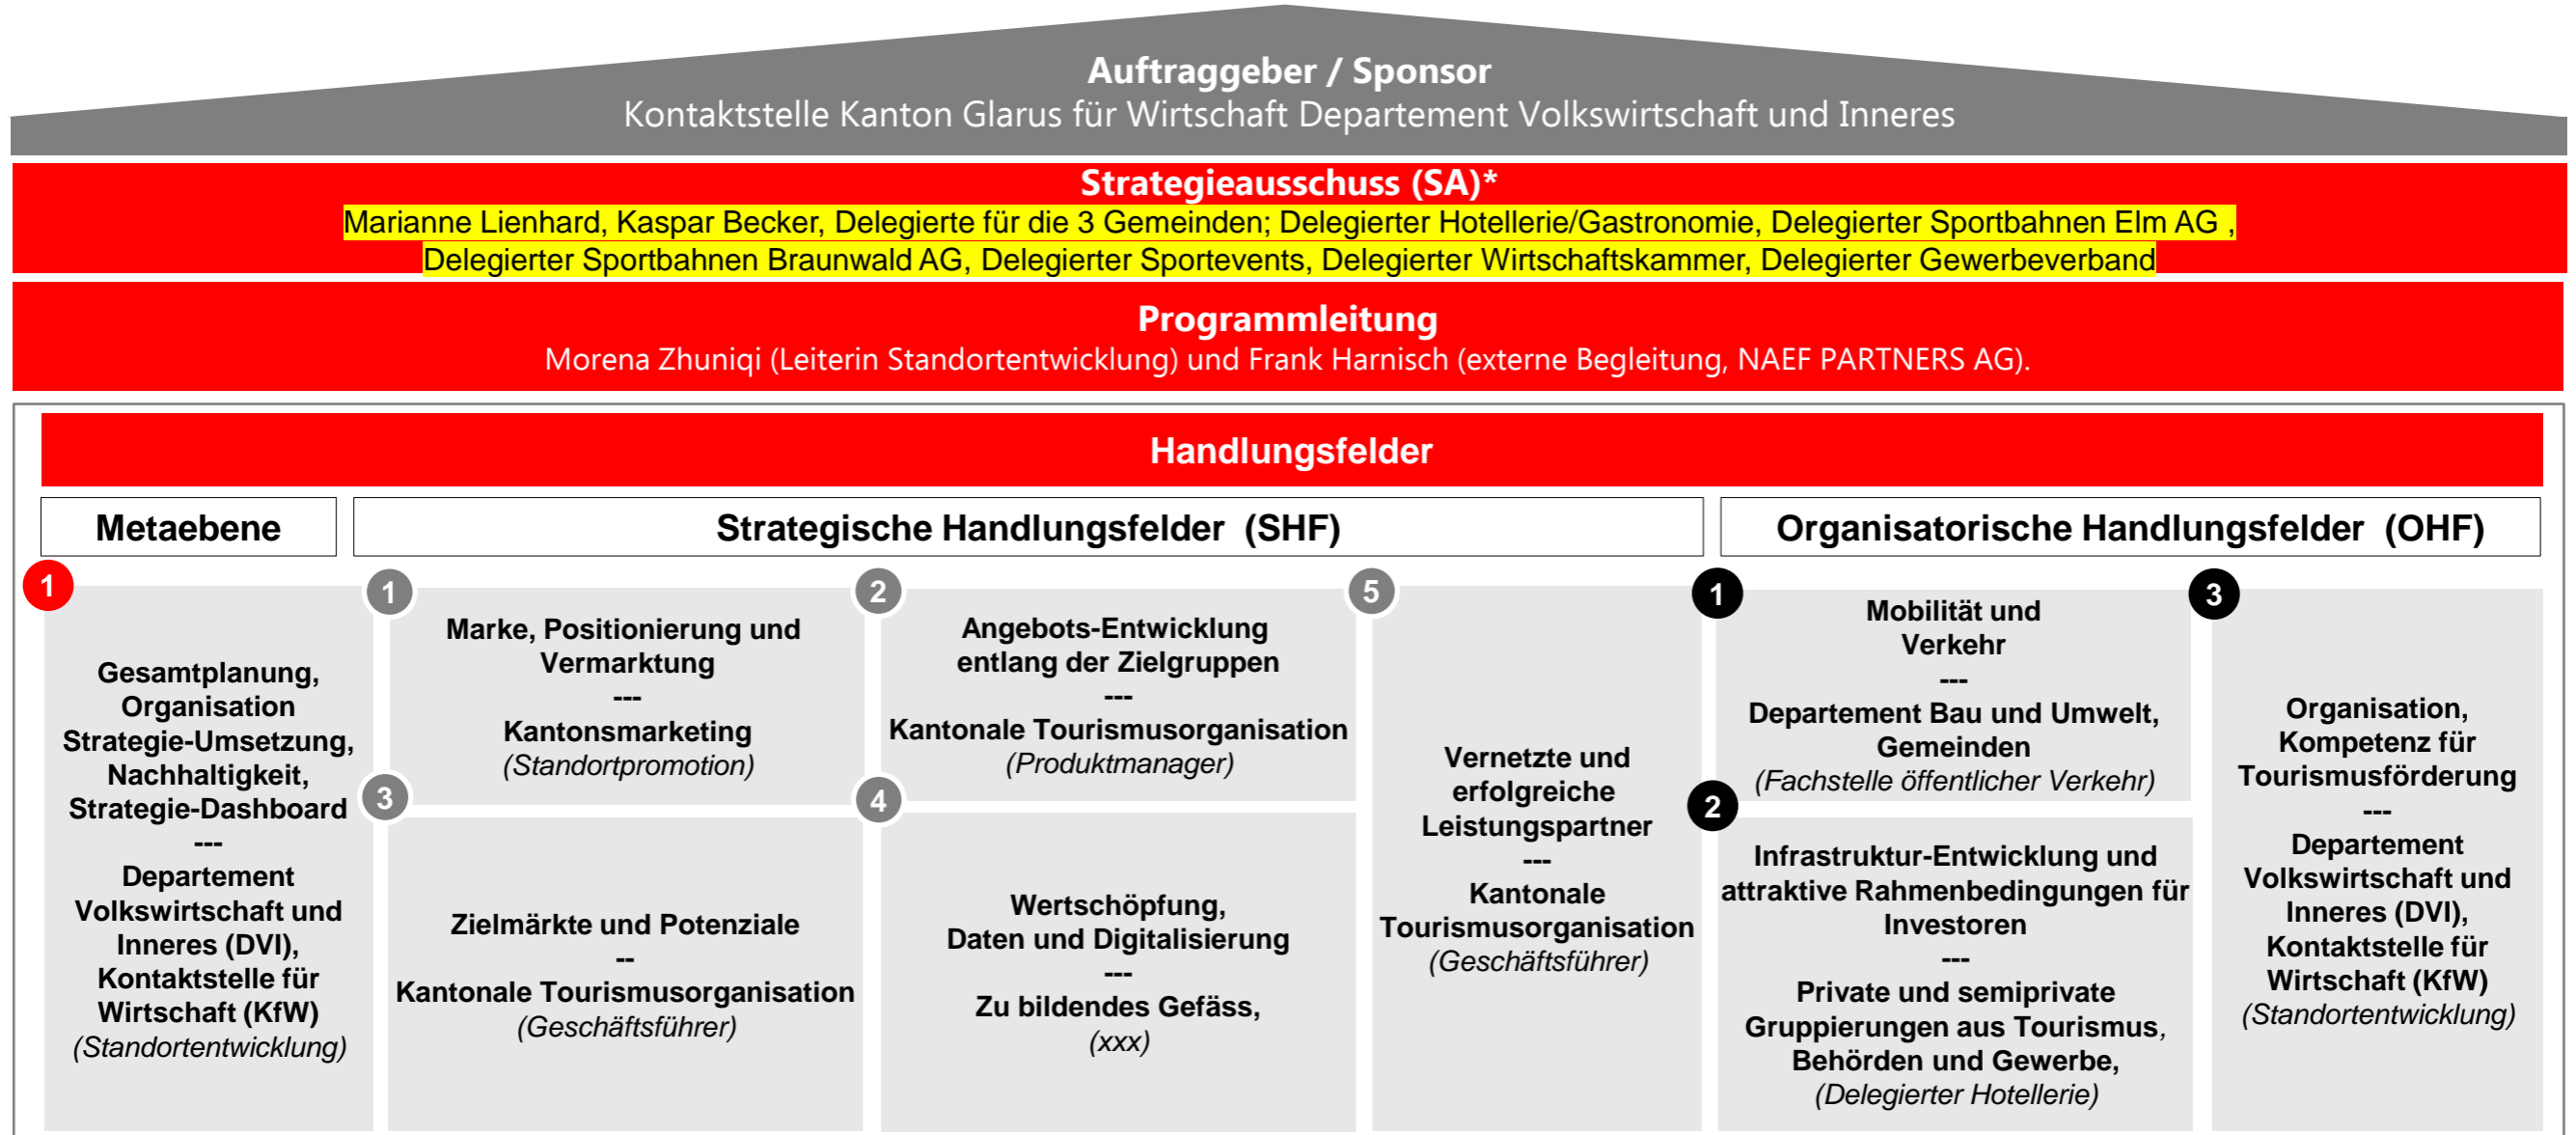 Auftraggeber / Sponsor
Kontaktstelle Kanton Glarus für Wirtschaft Departement Volkswirtschaft und Inneres
Strategieausschuss (SA)*
Marianne Lienhard, Kaspar Becker, Delegierte für die 3 Gemeinden; Delegierter Hotellerie/Gastronomie, Delegierter Sportbahnen Elm AG ,
Delegierter Sportbahnen Braunwald AG, Delegierter Sportevents, Delegierter Wirtschaftskammer, Delegierter Gewerbeverband
Programmleitung
Morena Zhuniqi (Leiterin Standortentwicklung) und Frank Harnisch (externe Begleitung, NAEF PARTNERS AG).
Handlungsfelder
Metaebene
Strategische Handlungsfelder (SHF)
Organisatorische Handlungsfelder (OHF)
1
Gesamtplanung,
Organisation
Strategie-Umsetzung,
Nachhaltigkeit,
Strategie-Dashboard
---
Departement
Volkswirtschaft und
Inneres (DVI),
Kontaktstelle für
Wirtschaft (KfW)
(Standortentwicklung)
1
Marke, Positionierung und
Vermarktung
---
Kantonsmarketing
(Standortpromotion)
2
Angebots-Entwicklung
entlang der Zielgruppen
---
Kantonale Tourismusorganisation
(Produktmanager)
3
Zielmärkte und Potenziale
--
Kantonale Tourismusorganisation
(Geschäftsführer)
4
Wertschöpfung,
Daten und Digitalisierung
---
Zu bildendes Gefäss,
(xxx)
5
Vernetzte und
erfolgreiche
Leistungspartner
---
Kantonale
Tourismusorganisation
(Geschäftsführer)
1
Mobilität und
Verkehr
---
Departement Bau und Umwelt,
Gemeinden
(Fachstelle öffentlicher Verkehr)
2
Infrastruktur-Entwicklung und
attraktive Rahmenbedingungen für
Investoren
---
Private und semiprivate
Gruppierungen aus Tourismus,
Behörden und Gewerbe,
(Delegierter Hotellerie)
3
Organisation,
Kompetenz für
Tourismusförderung
---
Departement
Volkswirtschaft und
Inneres (DVI),
Kontaktstelle für
Wirtschaft (KfW)
(Standortentwicklung)